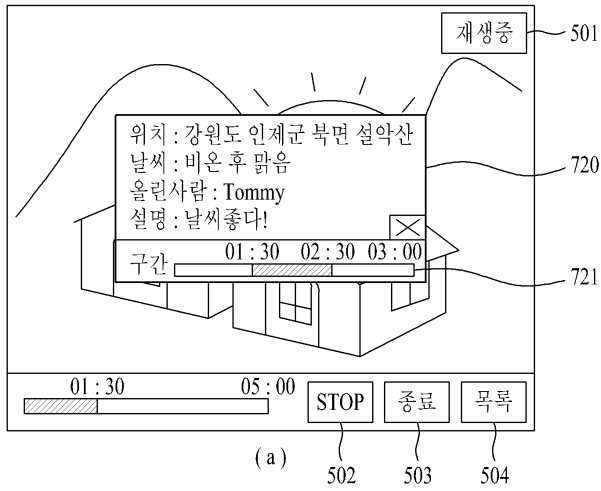 재생중
501
위치 : 강원도 인제군 북면 설악산
날씨 : 비온 후 맑음
올린사람 : Tommy
설명 : 날씨좋다!
720
01 : 30 02 : 30 03 : 00
구간
721
01 : 30 05 : 00
STOP 종료 목록
502 503 504
(a)